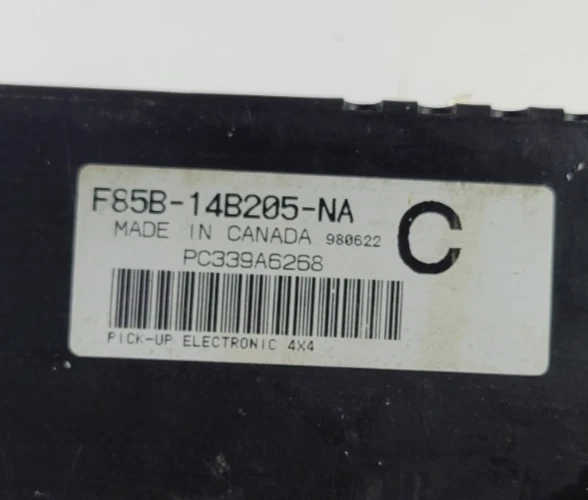 F85B-14B205-NA
MADE IN CANADA 980622
C
PC339A6268
PICK-UP ELECTRONIC 4X4